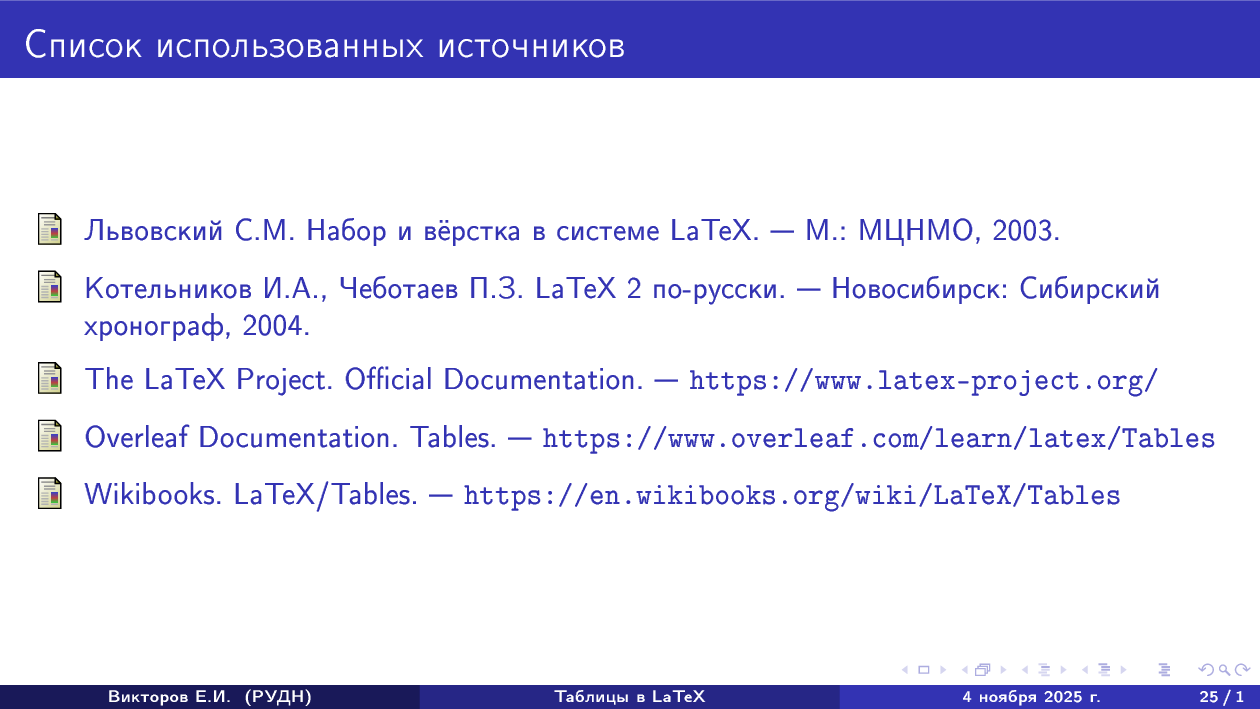 Список использованных источников
Львовский С.М. Набор и вёрстка в системе LaTeX. — М.: МЦНМО, 2003.
Котельников И.А., Чеботаев П.З. LaTeX 2 по-русски. — Новосибирск: Сибирский
хронограф, 2004.
The LaTeX Project. Official Documentation. — https://www.latex-project.org/
Overleaf Documentation. Tables. — https://www.overleaf.com/learn/latex/Tables
Wikibooks. LaTeX/Tables. — https://en.wikibooks.org/wiki/LaTeX/Tables
Викторов Е.И. (РУДН) Таблицы в LaTeX 4 ноября 2025 г. 25 / 1